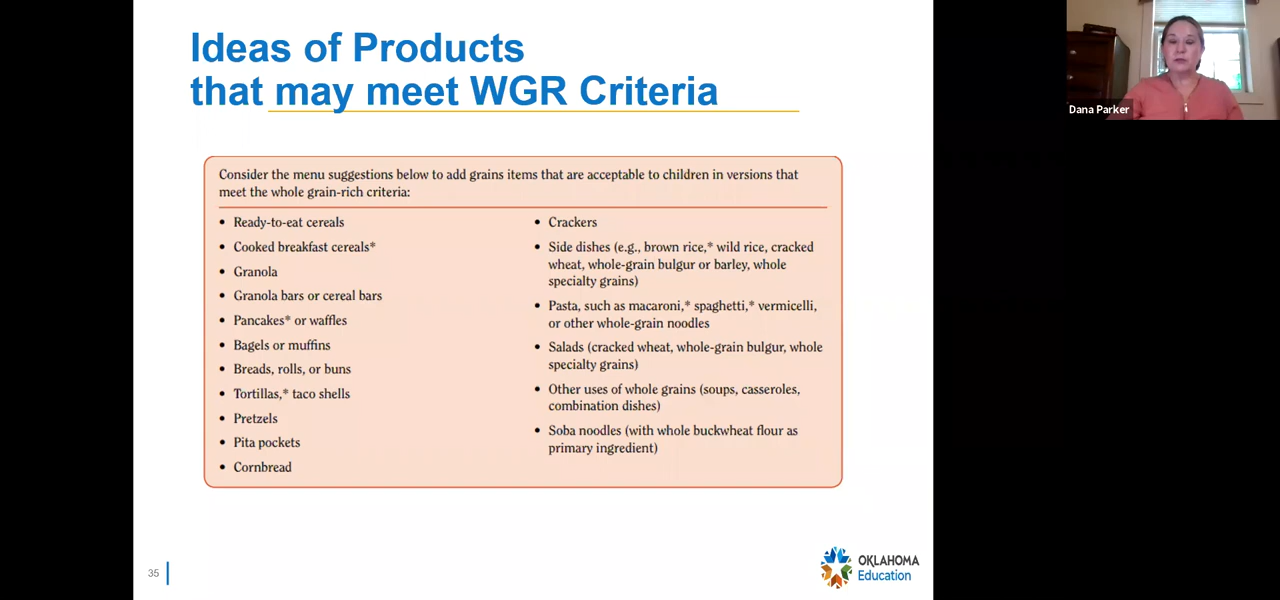 Ideas of Products
that may meet WGR Criteria
Consider the menu suggestions below to add grains items that are acceptable to children in versions that
meet the whole grain-rich criteria:
• Ready-to-eat cereals
• Cooked breakfast cereals*
• Granola
• Granola bars or cereal bars
• Pancakes* or waffles
• Bagels or muffins
• Breads, rolls, or buns
• Tortillas,* taco shells
• Pretzels
• Pita pockets
• Cornbread
• Crackers
• Side dishes (e.g., brown rice,* wild rice, cracked
wheat, whole-grain bulgur or barley, whole
specialty grains)
• Pasta, such as macaroni,* spaghetti,* vermicelli,
or other whole-grain noodles
• Salads (cracked wheat, whole-grain bulgur, whole
specialty grains)
• Other uses of whole grains (soups, casseroles,
combination dishes)
• Soba noodles (with whole buckwheat flour as
primary ingredient)
35
OKLAHOMA
Education
Dana Parker